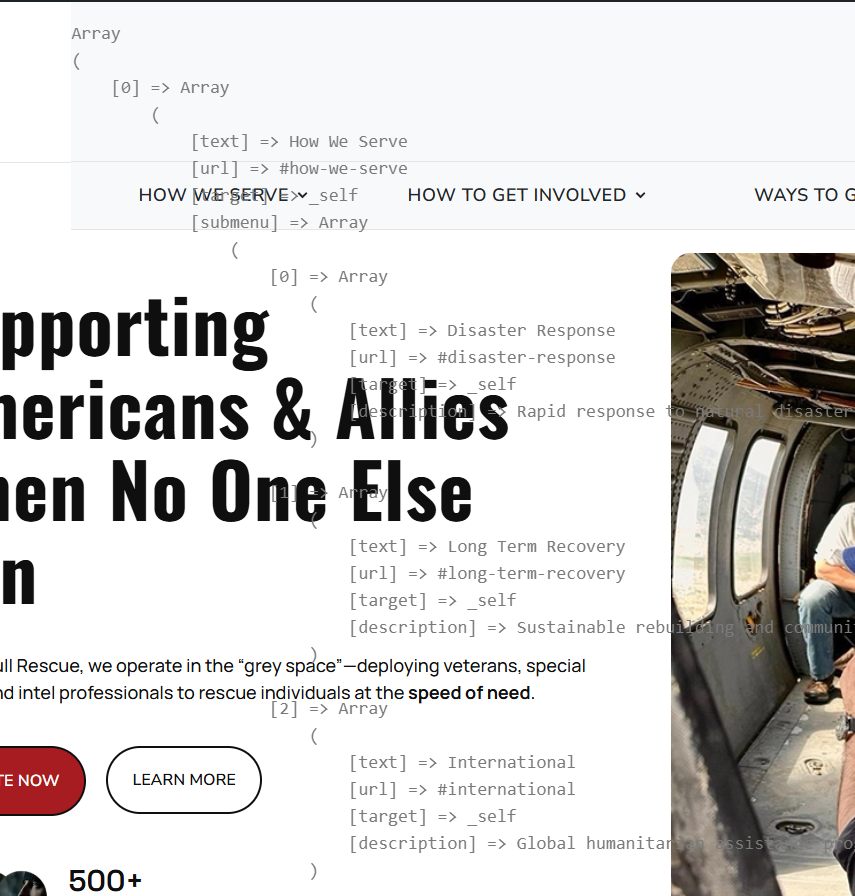 Array
(
[0] => Array
(
[text] => How We Serve
[url] => #how-we-serve
HOW WE SERVE
[target] => _self
HOW TO GET INVOLVED
WAYS TO G
[submenu] => Array
(
[0] => Array
(
pporting
[text] => Disaster Response
[url] => #disaster-response
[target] => _self
mericans & Allies
[description] => Rapid response to natural disaster
)
[1] => Array
hen No One Else
(
[text] => Long Term Recovery
[url] => #long-term-recovery
n
[target] => _self
[description] => Sustainable rebuilding and communit
)
ull Rescue, we operate in the “grey space”—deploying veterans, special
nd intel professionals to rescue individuals at the speed of need.
[2] => Array
(
[text] => International
TE NOW
LEARN MORE
[url] => #international
[target] => _self
[description] => Global humanitarian assistance pro
)
500+